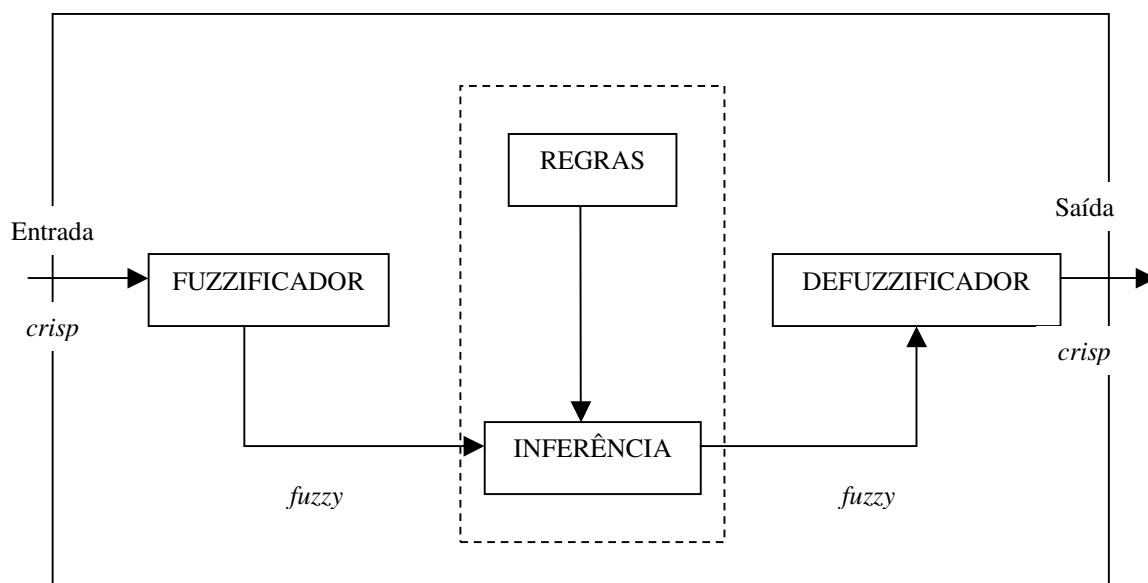 REGRAS
Entrada
Saída
FUZZIFICADOR
DEFUZZIFICADOR
crisp
crisp
INFERÊNCIA
fuzzy
fuzzy